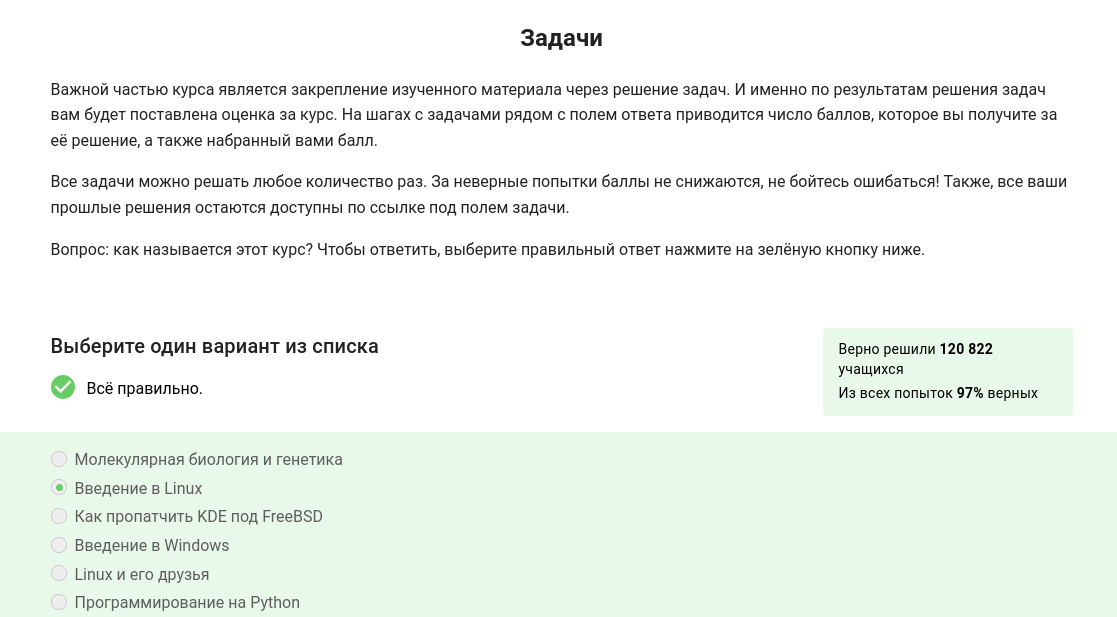 Задачи
Важной частью курса является закрепление изученного материала через решение задач. И именно по результатам решения задач
вам будет поставлена оценка за курс. На шагах с задачами рядом с полем ответа приводится число баллов, которое вы получите за
её решение, а также набранный вами балл.
Все задачи можно решать любое количество раз. За неверные попытки баллы не снижаются, не бойтесь ошибаться! Также, все ваши
прошлые решения остаются доступны по ссылке под полем задачи.
Вопрос: как называется этот курс? Чтобы ответить, выберите правильный ответ нажмите на зелёную кнопку ниже.
Выберите один вариант из списка
Всё правильно.
Верно решили 120 822
учащихся
Из всех попыток 97% верных
Молекулярная биология и генетика
Введение в Linux
Как пропатчить KDE под FreeBSD
Введение в Windows
Linux и его друзья
Программирование на Python